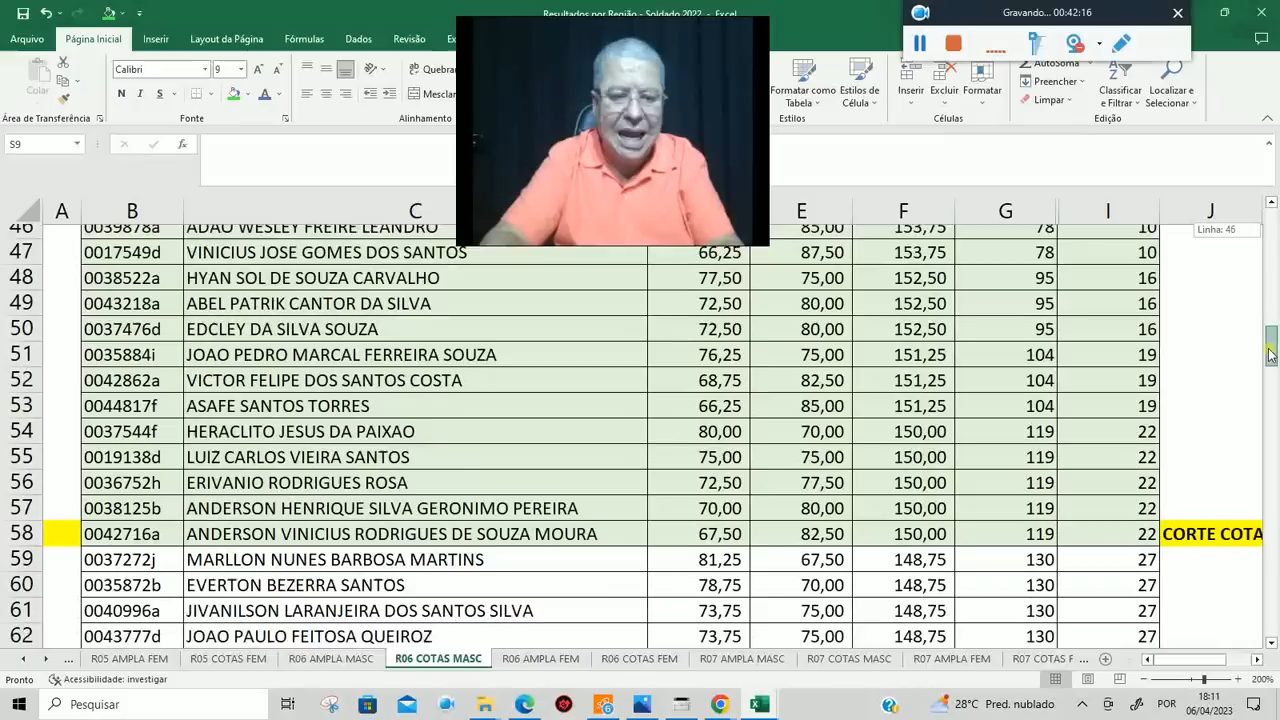 Resultados por Região - Soldado 2022 - Excel
Gravando... 00:42:16
Arquivo Página Inicial Inserir Layout da Página Fórmulas Dados Revisão
Calibri 9
Colar
N I S
Quebrar
Mesclar
Formatar como Tabela
Estilos de Célula
Inserir Excluir Formatar
AutoSoma
Preencher
Limpar
Classificar e Filtrar
Localizar e Selecionar
Área de Transferência Fonte Alinhamento Estilos Células Edição
S9 fx
A B C E F G I J
46 0039878a ADAO WESLEY FREIRE LEANDRO 85,00 153,75 78 10
Linha: 46
47 0017549d VINICIUS JOSE GOMES DOS SANTOS 66,25 87,50 153,75 78 10
48 0038522a HYAN SOL DE SOUZA CARVALHO 77,50 75,00 152,50 95 16
49 0043218a ABEL PATRIK CANTOR DA SILVA 72,50 80,00 152,50 95 16
50 0037476d EDCLEY DA SILVA SOUZA 72,50 80,00 152,50 95 16
51 0035884i JOAO PEDRO MARCAL FERREIRA SOUZA 76,25 75,00 151,25 104 19
52 0042862a VICTOR FELIPE DOS SANTOS COSTA 68,75 82,50 151,25 104 19
53 0044817f ASAFE SANTOS TORRES 66,25 85,00 151,25 104 19
54 0037544f HERACLITO JESUS DA PAIXAO 80,00 70,00 150,00 119 22
55 0019138d LUIZ CARLOS VIEIRA SANTOS 75,00 75,00 150,00 119 22
56 0036752h ERIVANIO RODRIGUES ROSA 72,50 77,50 150,00 119 22
57 0038125b ANDERSON HENRIQUE SILVA GERONIMO PEREIRA 70,00 80,00 150,00 119 22
58 0042716a ANDERSON VINICIUS RODRIGUES DE SOUZA MOURA 67,50 82,50 150,00 119 22 CORTE COTA
59 0037272j MARLLON NUNES BARBOSA MARTINS 81,25 67,50 148,75 130 27
60 0035872b EVERTON BEZERRA SANTOS 78,75 70,00 148,75 130 27
61 0040996a JIVANILSON LARANJEIRA DOS SANTOS SILVA 73,75 75,00 148,75 130 27
62 0043777d JOAO PAULO FEITOSA QUEIROZ 73,75 75,00 148,75 130 27
... R05 AMPLA FEM R05 COTAS FEM R06 AMPLA MASC R06 COTAS MASC R06 AMPLA FEM R06 COTAS FEM R07 AMPLA MASC R07 COTAS MASC R07 AMPLA FEM R07 COTAS F ...
Pronto Acessibilidade: investigar 200%
Pesquisar 28°C Pred. nublado POR 18:11
06/04/2023